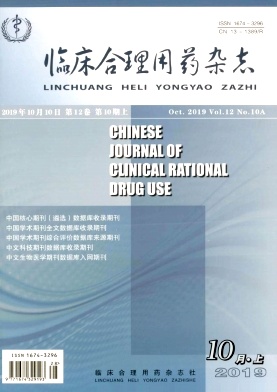 ISSN 1674-3296
CN 13-1389/R
临床合理用药杂志
LINCHUANG HELI YONGYAO ZAZHI
2019年10月10日 第12卷 第10期上
Oct. 2019 Vol.12 No.10A
CHINESE
JOURNAL OF
CLINICAL RATIONAL
DRUG USE
中国核心期刊（遴选）数据库收录期刊
中国学术期刊全文数据库收录期刊
中国学术期刊综合评价数据库来源期刊
中文科技期刊数据库收录期刊
中文生物医学期刊数据库入网期刊
10月·上
2019
ISSN 1674-3296
9 771674 329193
临床合理用药杂志社
LINCHUANG HELI YONGYAO ZAZHISHE